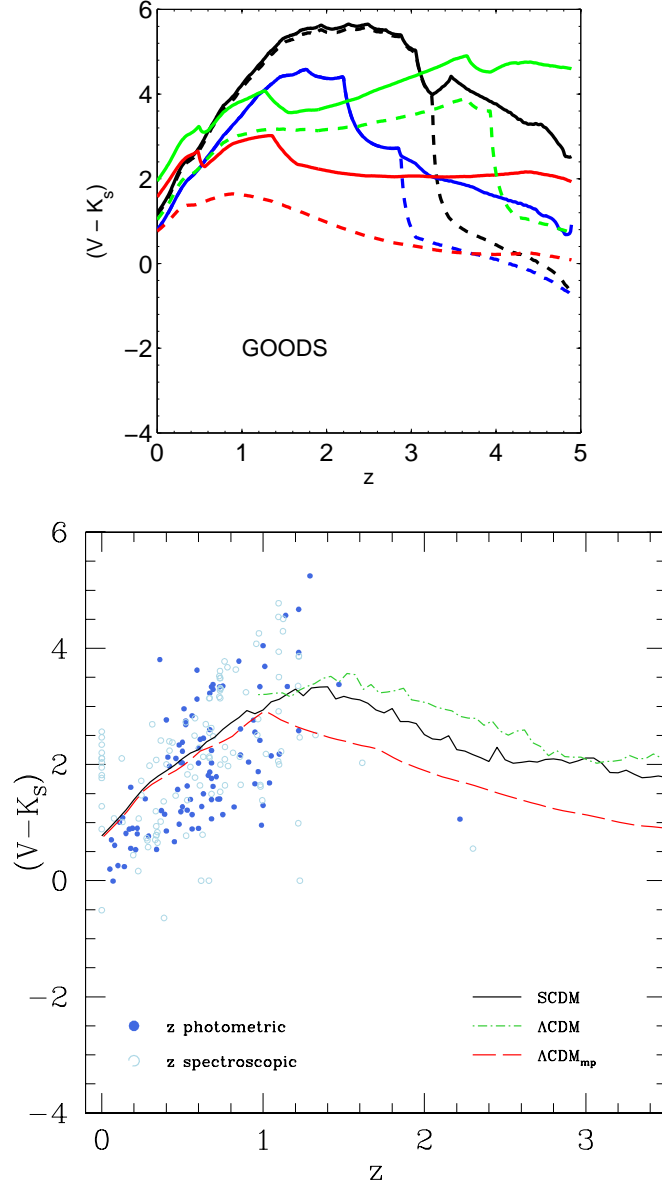 6
4
2
0
−2
−4
(V − K_s)
GOODS
0 1 2 3 4 5
z
6
4
2
0
−2
−4
(V−K_S)
z photometric
z spectroscopic
SCDM
ΛCDM
ΛCDM_mp
0 1 2 3
z